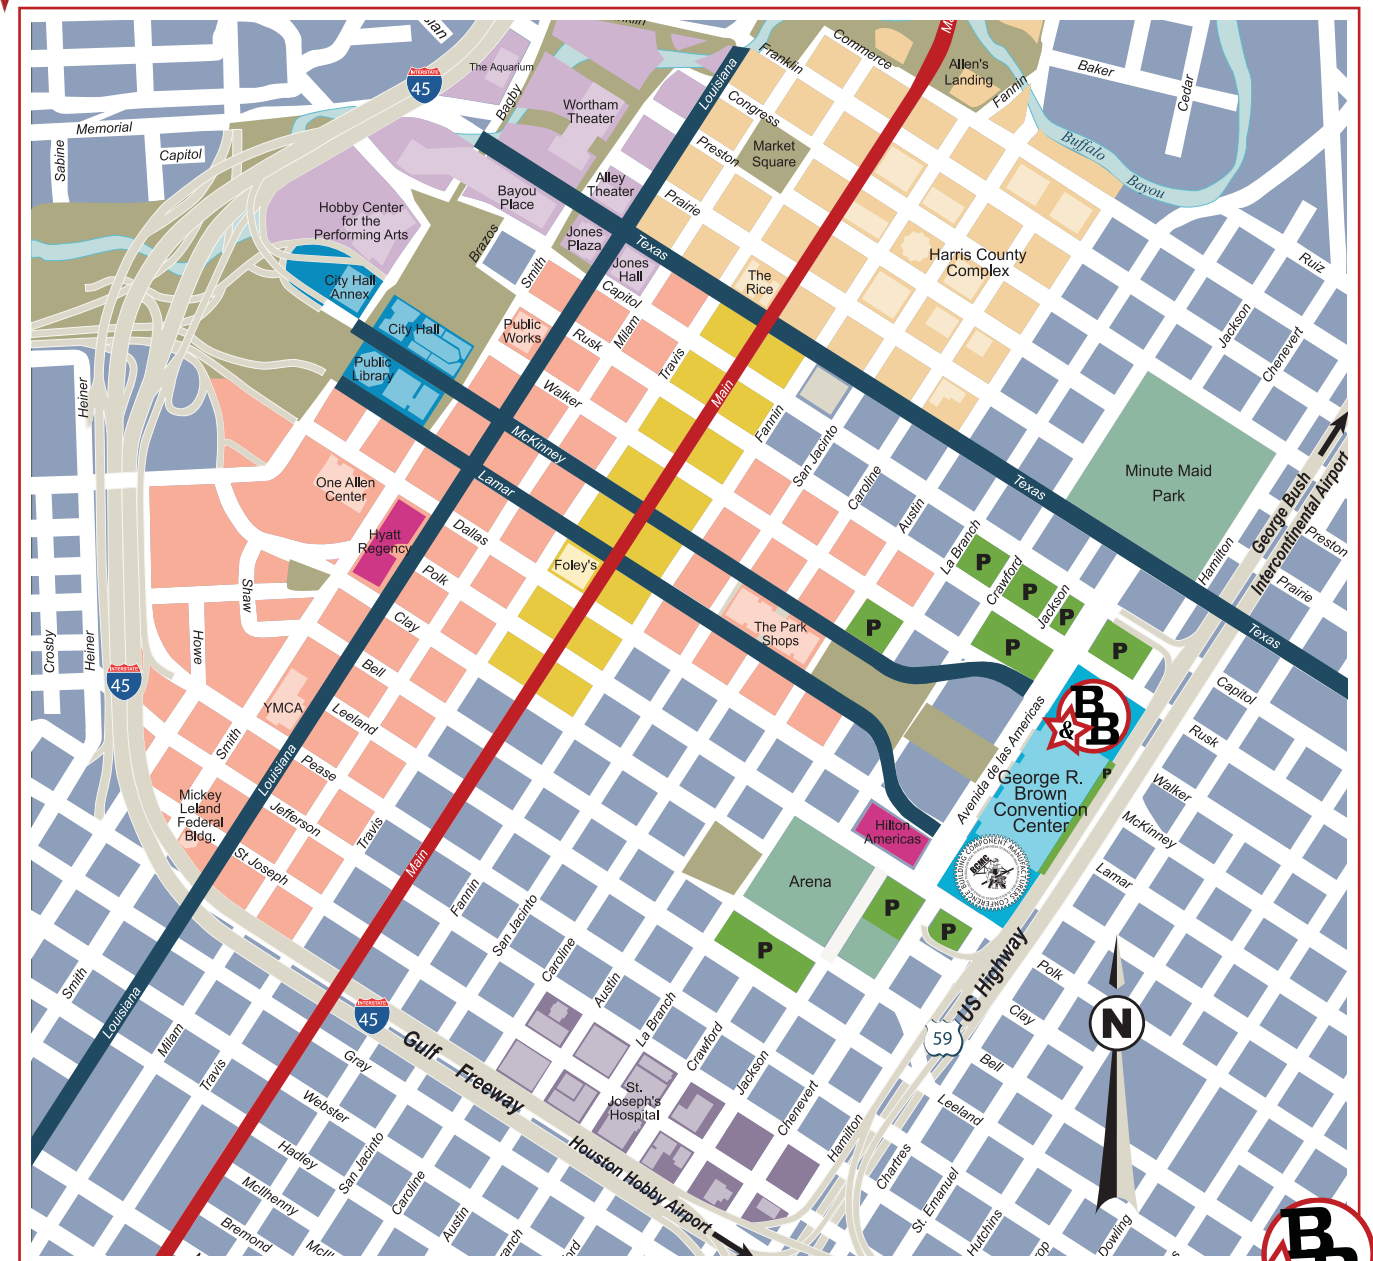 Franklin
Commerce
Allen's
Landing
Fannin
Baker
Cedar
INTERSTATE
45
The Aquarium
Bagby
Wortham
Theater
Louisiana
Congress
Preston
Market
Square
Buffalo
Bayou
Memorial
Sabine
Capitol
Bayou
Place
Alley
Theater
Prairie
Hobby Center
for the
Performing Arts
Brazos
Jones
Plaza
Texas
Jones
Hall
The
Rice
Harris County
Complex
Ruiz
City Hall
Annex
Smith
Capitol
Milam
City Hall
Public
Works
Rusk
Travis
Jackson
Chenevert
Public
Library
Walker
Main
Heiner
Fannin
San Jacinto
McKinney
Caroline
Austin
Texas
Minute Maid
Park
One Allen
Center
Lamar
Hyatt
Regency
Dallas
Polk
Foley's
La Branch
P
Crawford
P
Jackson
P
Hamilton
George Bush
Intercontinental Airport
Preston
Prairie
Shaw
Clay
Crosby
Heiner
Howe
The Park
Shops
P
P
P
Texas
Bell
INTERSTATE
45
YMCA
Leeland
Smith
Pease
Louisiana
Avenida de las Americas
B
&
B
Capitol
Rusk
Walker
McKinney
Lamar
P
George R.
Brown
Convention
Center
Mickey
Leland
Federal
Bldg.
Jefferson
Travis
St Joseph
Main
Hilton
Americas
BUILDING COMPONENT MANUFACTURERS CONFERENCE
BCMC
Arena
P
P
P
Fannin
San Jacinto
Caroline
Austin
La Branch
Crawford
Jackson
Chenevert
Hamilton
US Highway
59
Polk
Clay
Bell
Leeland
N
Smith
Louisiana
Milam
Travis
INTERSTATE
45
Gulf
Freeway
Gray
Webster
Hadley
McIlhenny
Bremond
San Jacinto
Caroline
Austin
St.
Joseph's
Hospital
Houston Hobby Airport
Chartres
St. Emanuel
Hutchins
Dowling
B
B